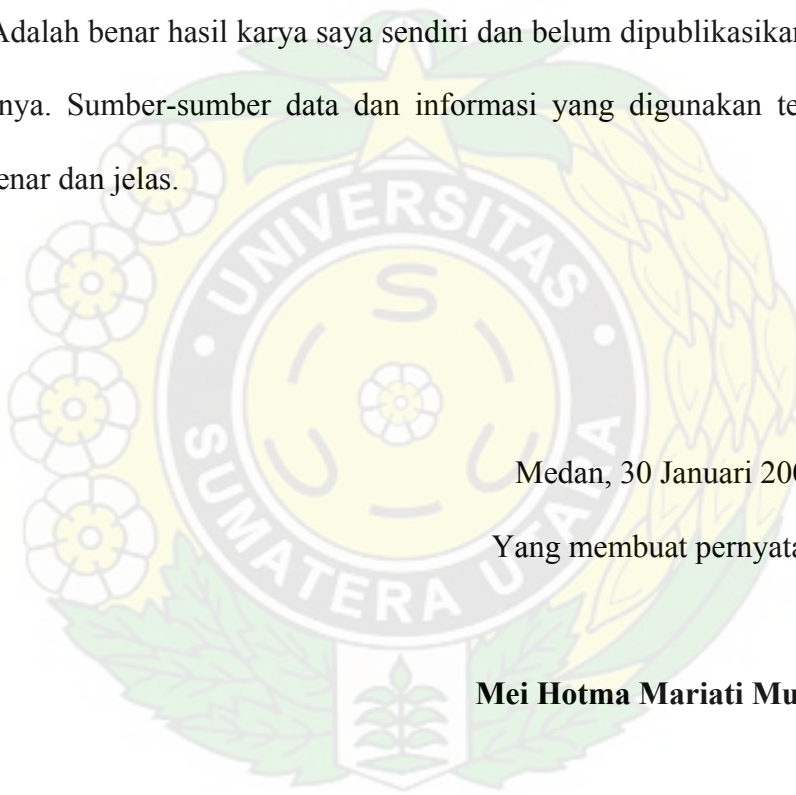 Adalah benar hasil karya saya sendiri dan belum dipublikasikan
nya. Sumber-sumber data dan informasi yang digunakan te
enar dan jelas.
UNIVERSITAS
S
U U
SUMATERA UTARA
Medan, 30 Januari 200
Yang membuat pernyata
Mei Hotma Mariati Mu